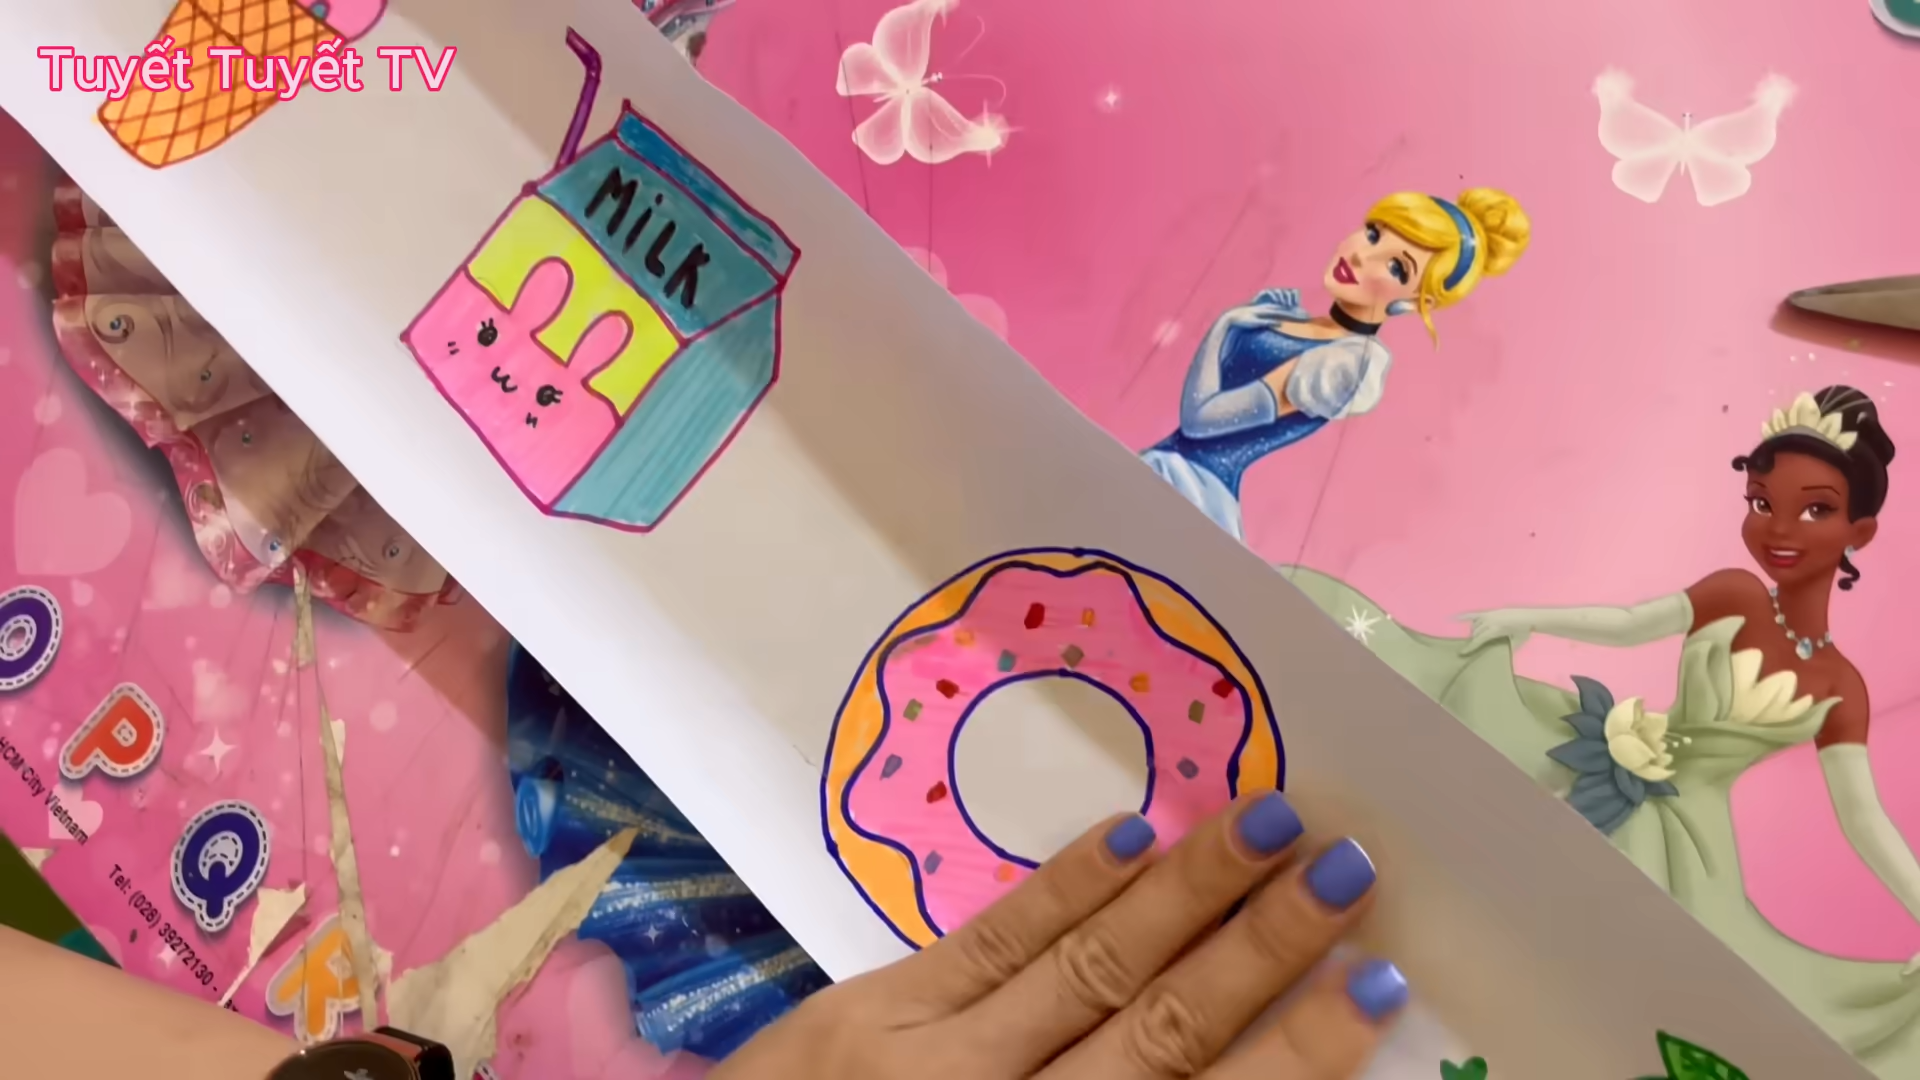 Tuyết Tuyết TV
MiLK
O
P
Q
R
HCM City Vietnam
Tel: (028) 39272130 -